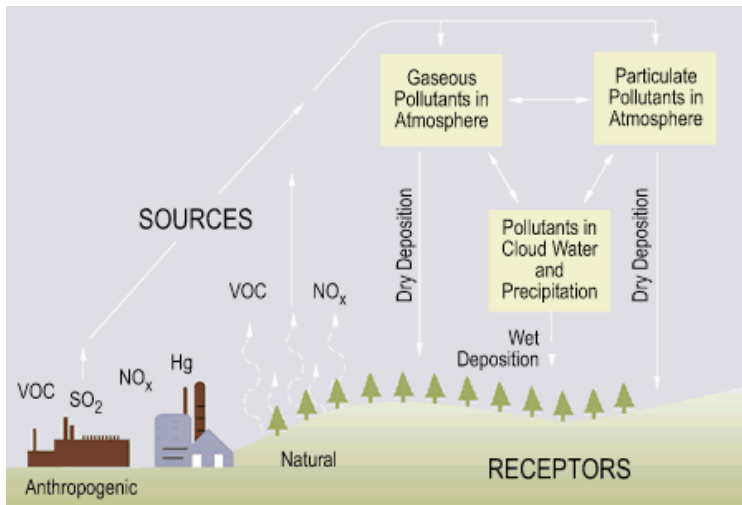 Gaseous
Pollutants in
Atmosphere
Particulate
Pollutants in
Atmosphere
SOURCES
Dry Deposition
Pollutants in
Cloud Water
and
Precipitation
Dry Deposition
VOC
NOx
Wet
Deposition
VOC
SO2
NOx
Hg
Natural
RECEPTORS
Anthropogenic